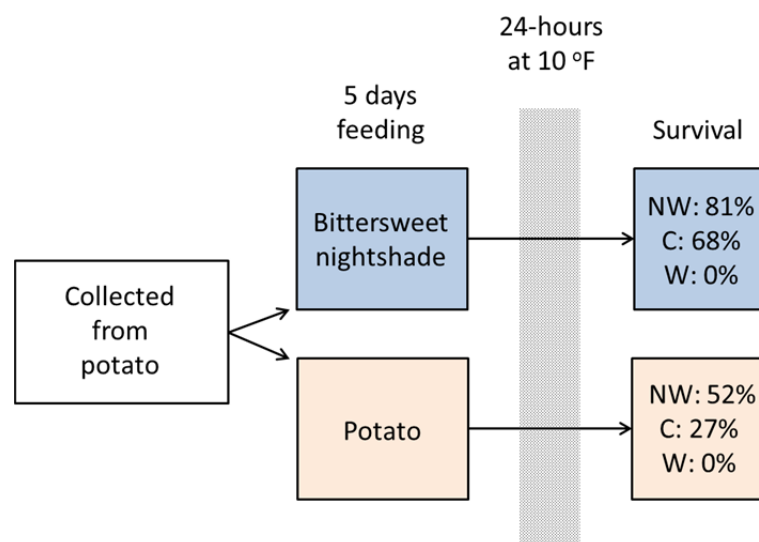 24-hours
at 10 ºF
5 days
feeding
Survival
Bittersweet
nightshade
NW: 81%
C: 68%
W: 0%
Collected
from
potato
Potato
NW: 52%
C: 27%
W: 0%